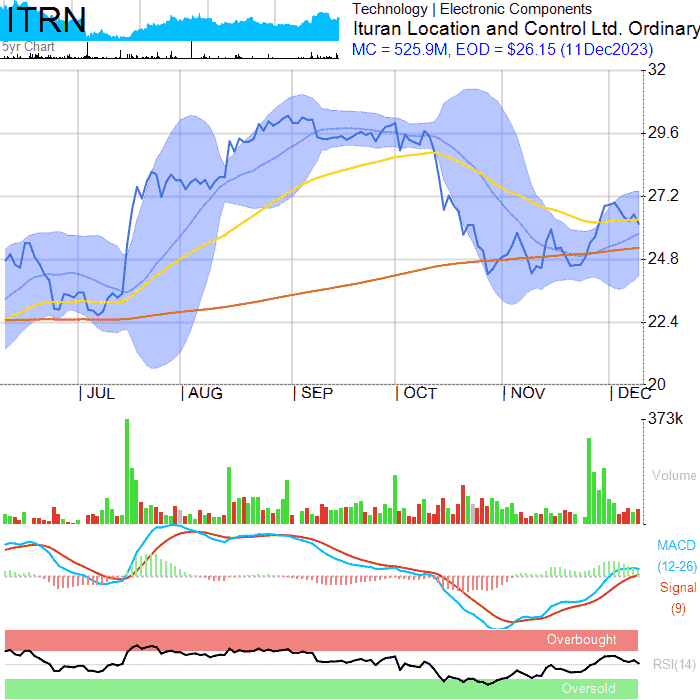 ITRN
5yr Chart
Technology | Electronic Components
Ituran Location and Control Ltd. Ordinary
MC = 525.9M, EOD = $26.15 (11Dec2023)
32
29.6
27.2
24.8
22.4
20
JUL
AUG
SEP
OCT
NOV
DEC
373k
Volume
MACD
(12-26)
Signal
(9)
Overbought
RSI(14)
Oversold